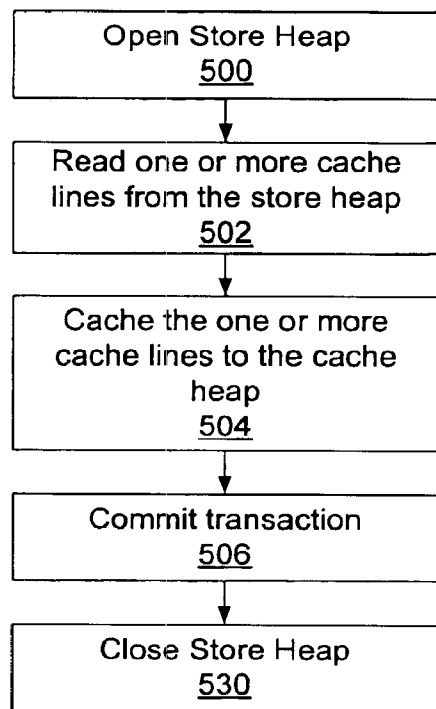 Open Store Heap
500
Read one or more cache
lines from the store heap
502
Cache the one or more
cache lines to the cache
heap
504
Commit transaction
506
Close Store Heap
530